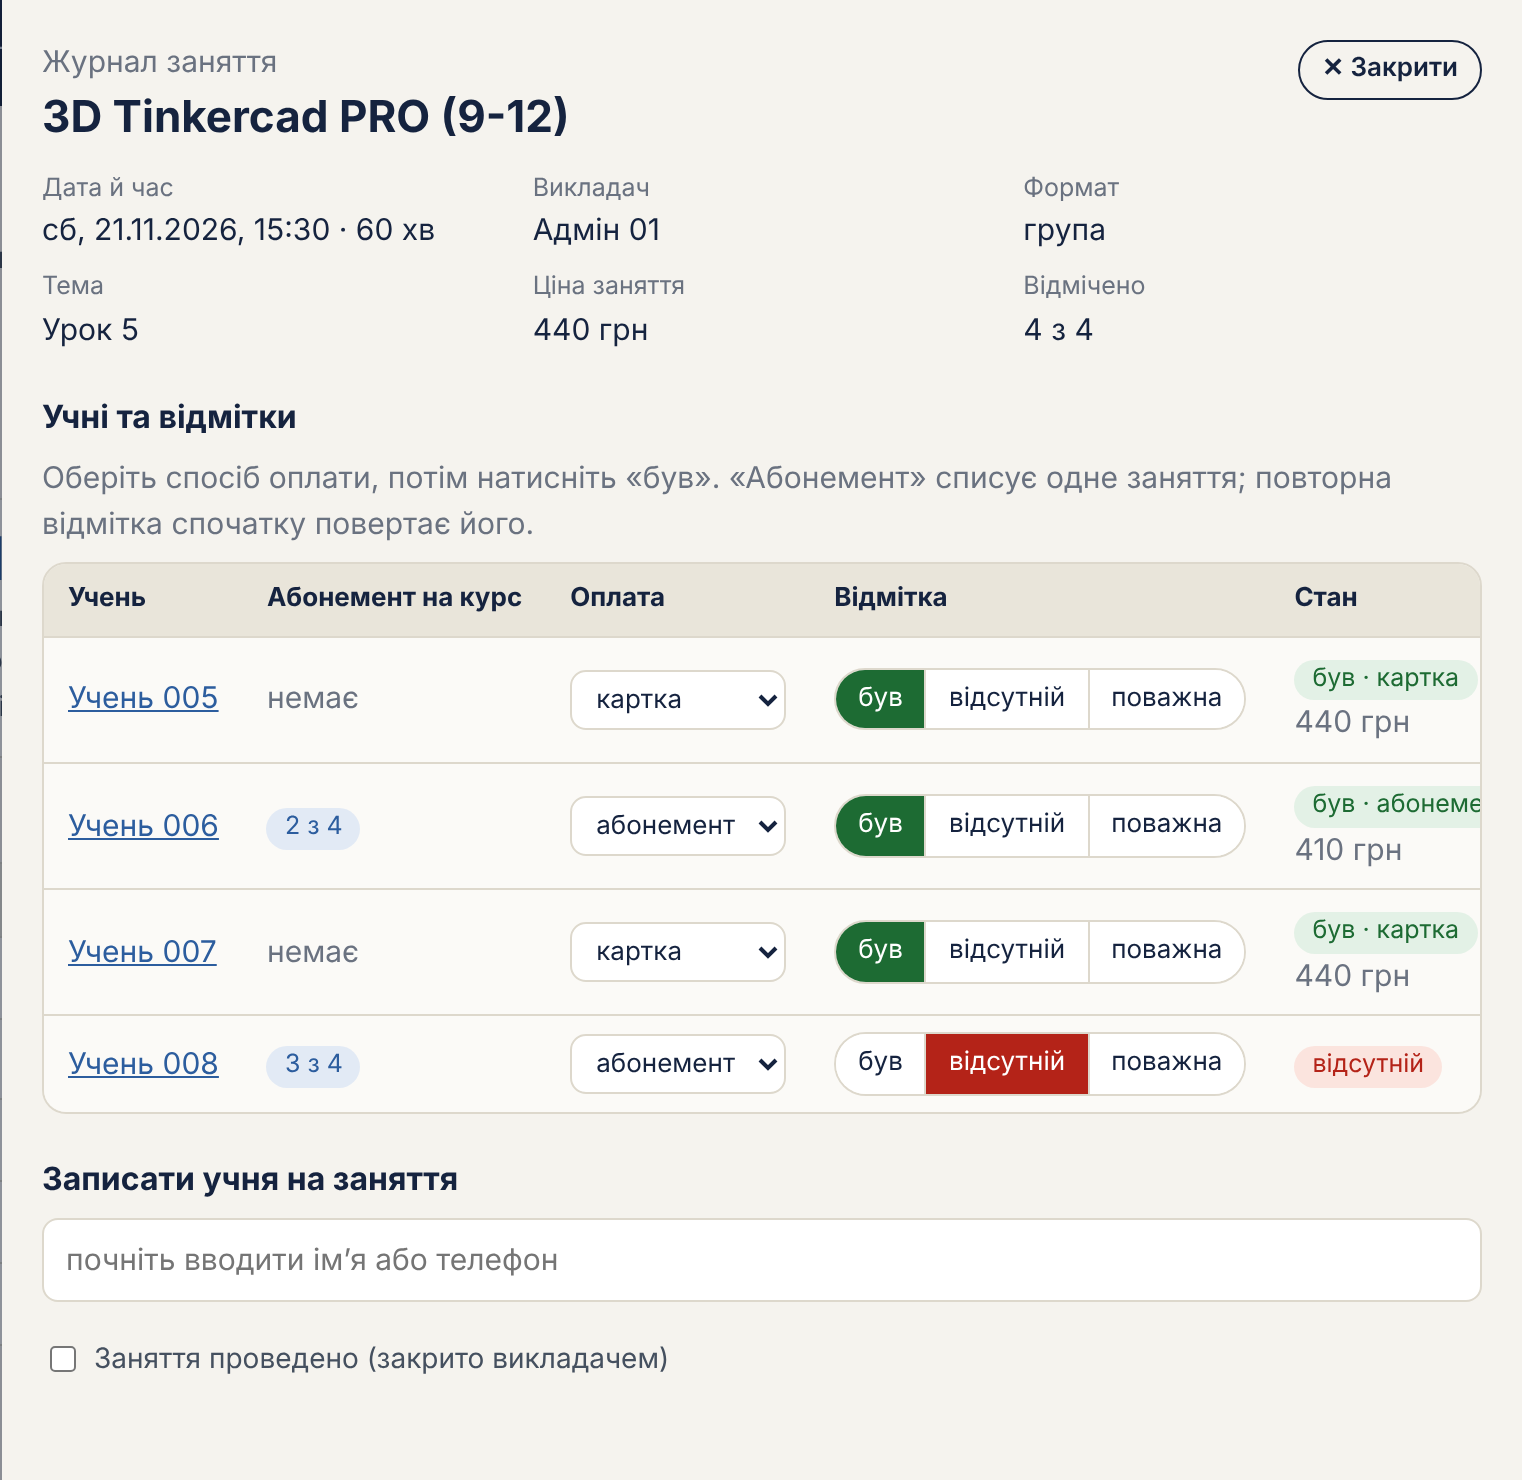 Журнал заняття
✕ Закрити
3D Tinkercad PRO (9-12)
Дата й час Викладач Формат
сб, 21.11.2026, 15:30 · 60 хв Адмін 01 група
Тема Ціна заняття Відмічено
Урок 5 440 грн 4 з 4
Учні та відмітки
Оберіть спосіб оплати, потім натисніть «був». «Абонемент» списує одне заняття; повторна
відмітка спочатку повертає його.
Учень Абонемент на курс Оплата Відмітка Стан
Учень 005 немає картка був відсутній поважна був · картка
440 грн
Учень 006 2 з 4 абонемент був відсутній поважна був · абонеме
410 грн
Учень 007 немає картка був відсутній поважна був · картка
440 грн
Учень 008 3 з 4 абонемент був відсутній поважна відсутній
Записати учня на заняття
почніть вводити ім’я або телефон
Заняття проведено (закрито викладачем)